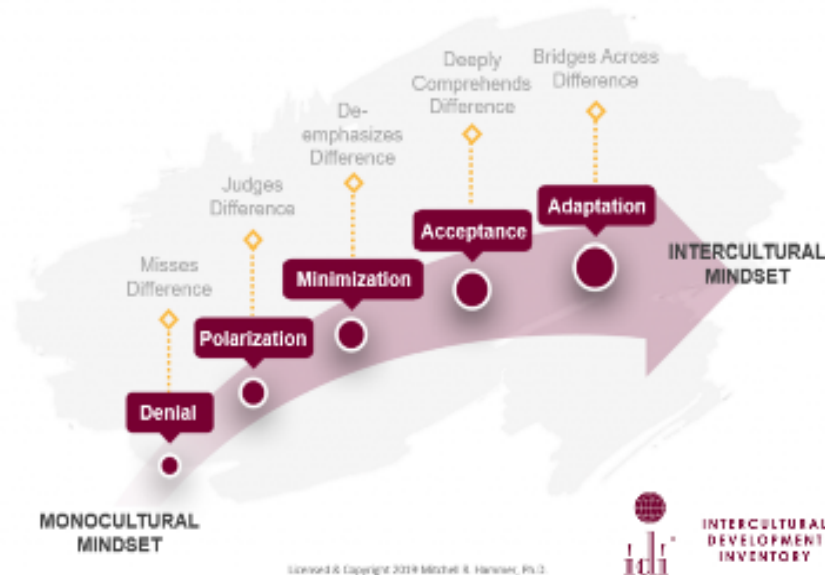 Deeply
Comprehends
Difference
Bridges Across
Difference
De-
emphasizes
Difference
Judges
Difference
Misses
Difference
Adaptation
Acceptance
Minimization
Polarization
Denial
INTERCULTURAL
MINDSET
MONOCULTURAL
MINDSET
idi
INTERCULTURAL
DEVELOPMENT
INVENTORY
Licensed & Copyright 2019 Mitchell R. Hammer, Ph.D.